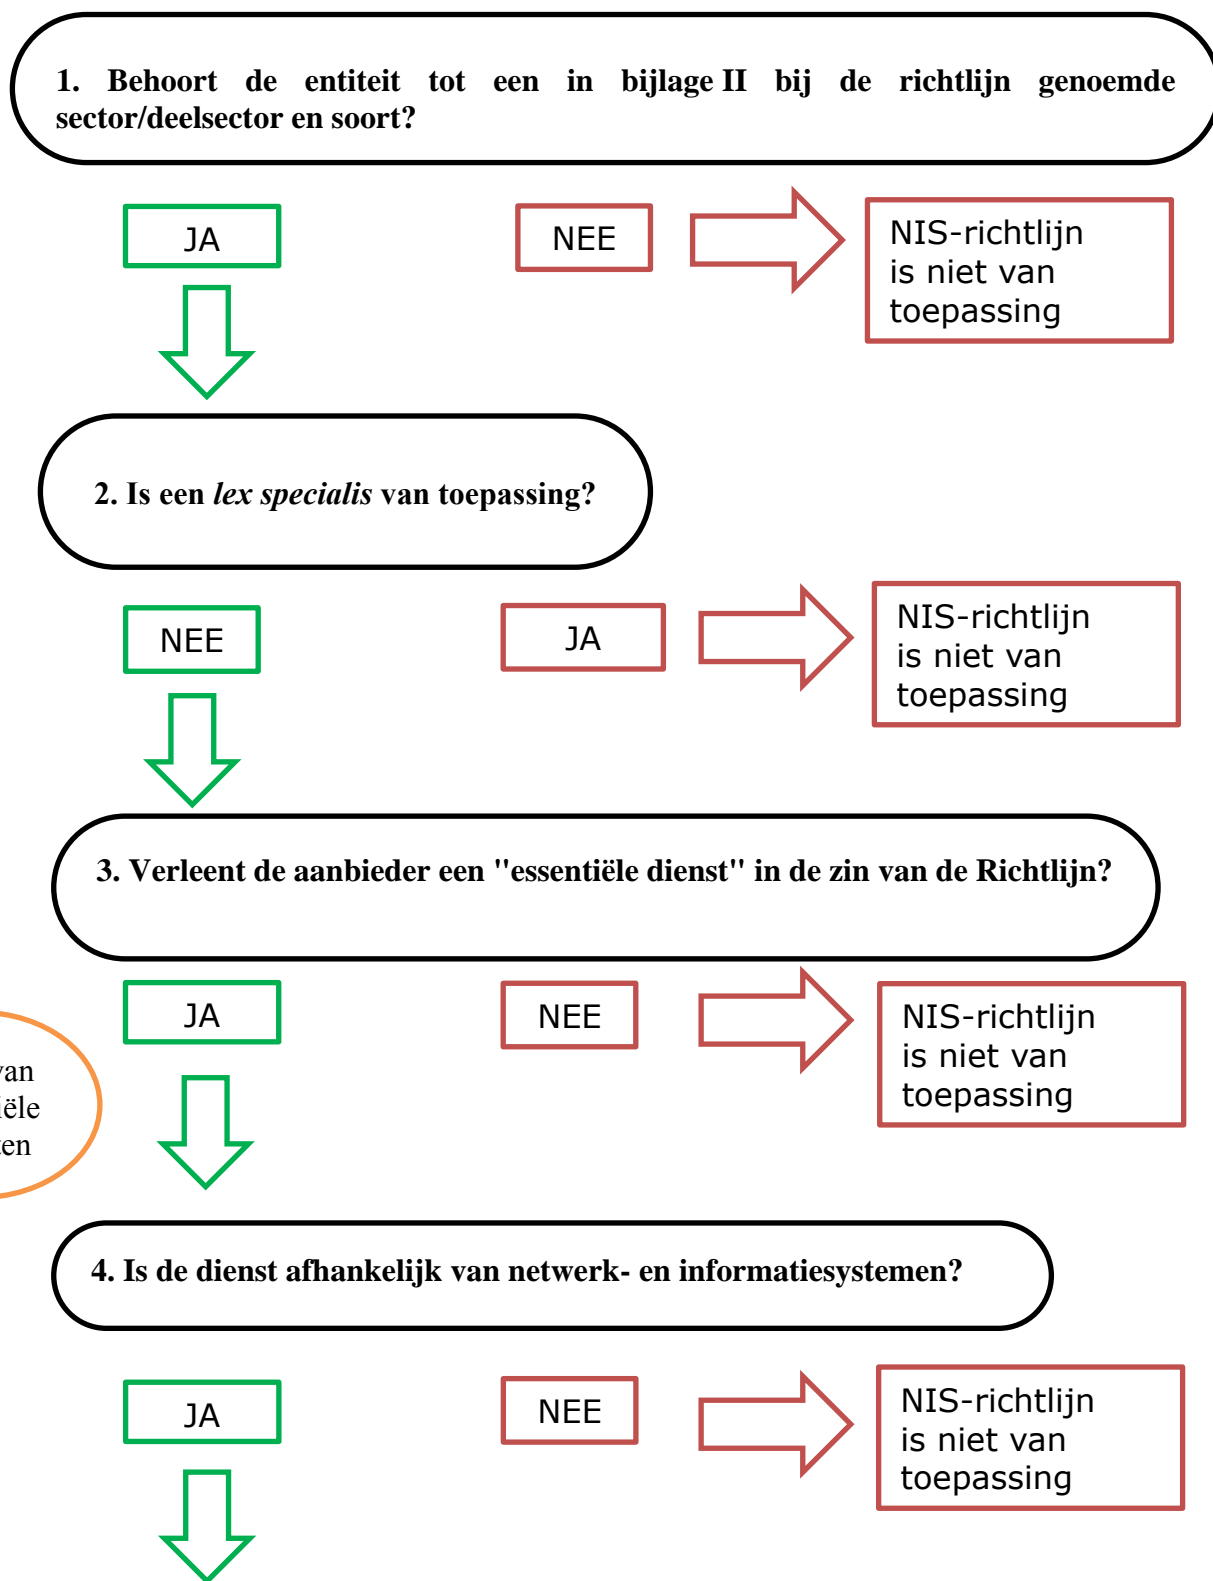 1. Behoort de entiteit tot een in bijlage II bij de richtlijn genoemde
sector/deelsector en soort?
JA
NEE
NIS-richtlijn
is niet van
toepassing
2. Is een lex specialis van toepassing?
NEE
JA
NIS-richtlijn
is niet van
toepassing
3. Verleent de aanbieder een "essentiële dienst" in de zin van de Richtlijn?
JA
NEE
NIS-richtlijn
is niet van
toepassing
van
4. Is de dienst afhankelijk van netwerk- en informatiesystemen?
JA
NEE
NIS-richtlijn
is niet van
toepassing